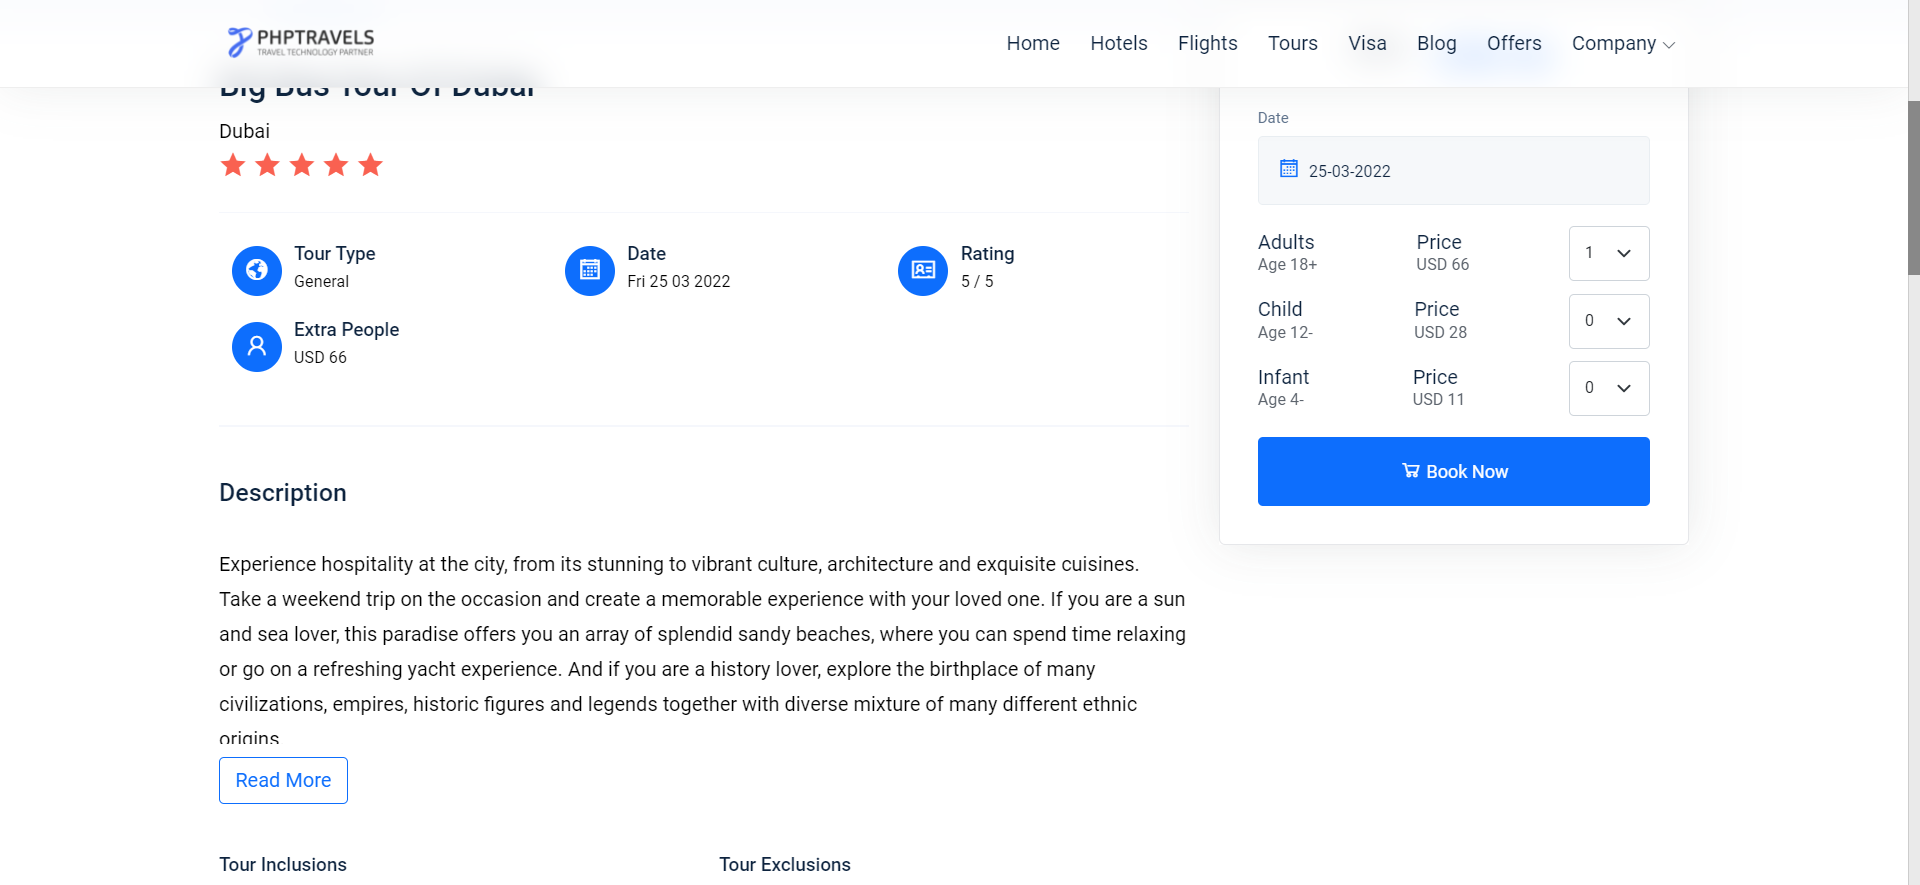 PHPTRAVELS
TRAVEL TECHNOLOGY PARTNER
Home Hotels Flights Tours Visa Blog Offers Company
Big Bus Tour Of Dubai
Dubai
Tour Type
General
Date
Fri 25 03 2022
Rating
5 / 5
Extra People
USD 66
Description
Experience hospitality at the city, from its stunning to vibrant culture, architecture and exquisite cuisines.
Take a weekend trip on the occasion and create a memorable experience with your loved one. If you are a sun
and sea lover, this paradise offers you an array of splendid sandy beaches, where you can spend time relaxing
or go on a refreshing yacht experience. And if you are a history lover, explore the birthplace of many
civilizations, empires, historic figures and legends together with diverse mixture of many different ethnic
origins
Read More
Tour Inclusions
Tour Exclusions
Date
25-03-2022
Adults Price
Age 18+ USD 66
1
Child Price
Age 12- USD 28
0
Infant Price
Age 4- USD 11
0
Book Now